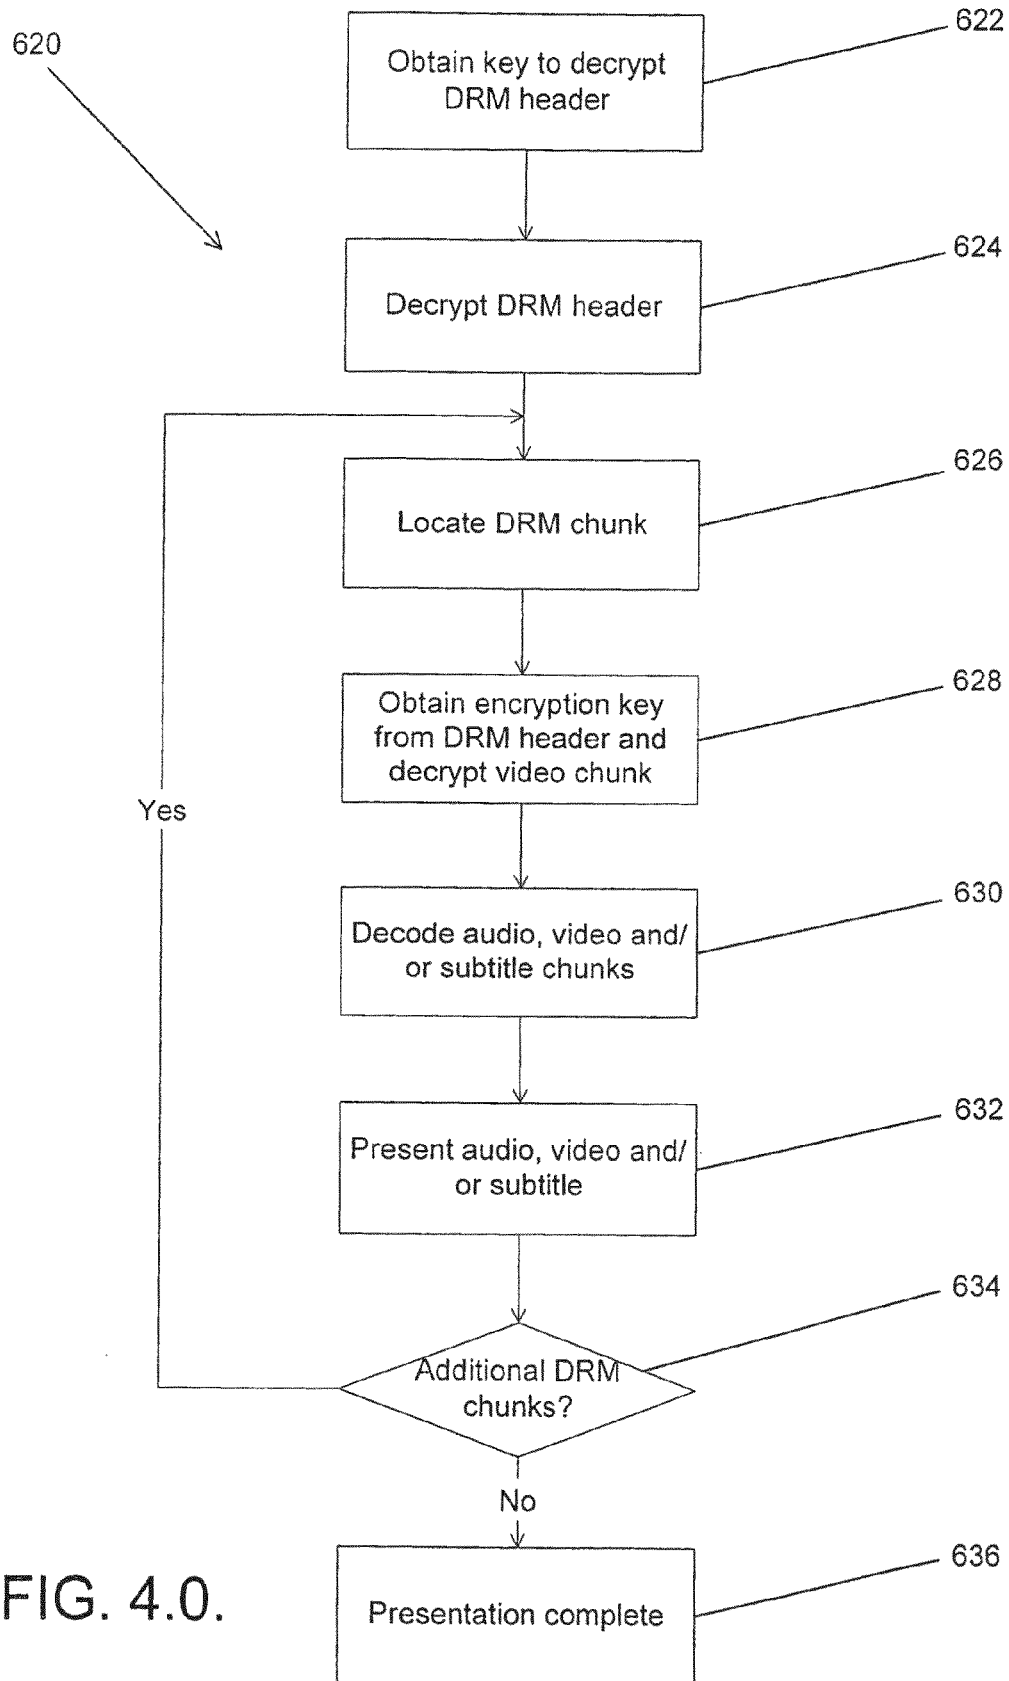 620
622
Obtain key to decrypt
DRM header
624
Decrypt DRM header
626
Locate DRM chunk
628
Obtain encryption key
from DRM header and
decrypt video chunk
Yes
630
Decode audio, video and/
or subtitle chunks
632
Present audio, video and/
or subtitle
634
Additional DRM
chunks?
No
636
Presentation complete
FIG. 4.0.